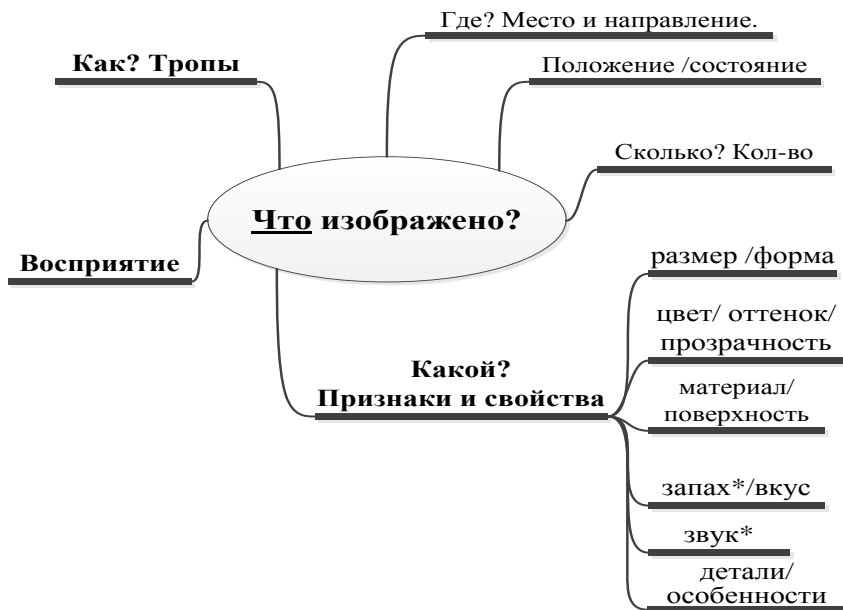 Где? Место и направление.
Как? Тропы
Положение /состояние
Сколько? Кол-во
Что изображено?
Восприятие
размер /форма
цвет/ оттенок/
прозрачность
Какой?
Признаки и свойства
материал/
поверхность
запах*/вкус
звук*
детали/
особенности